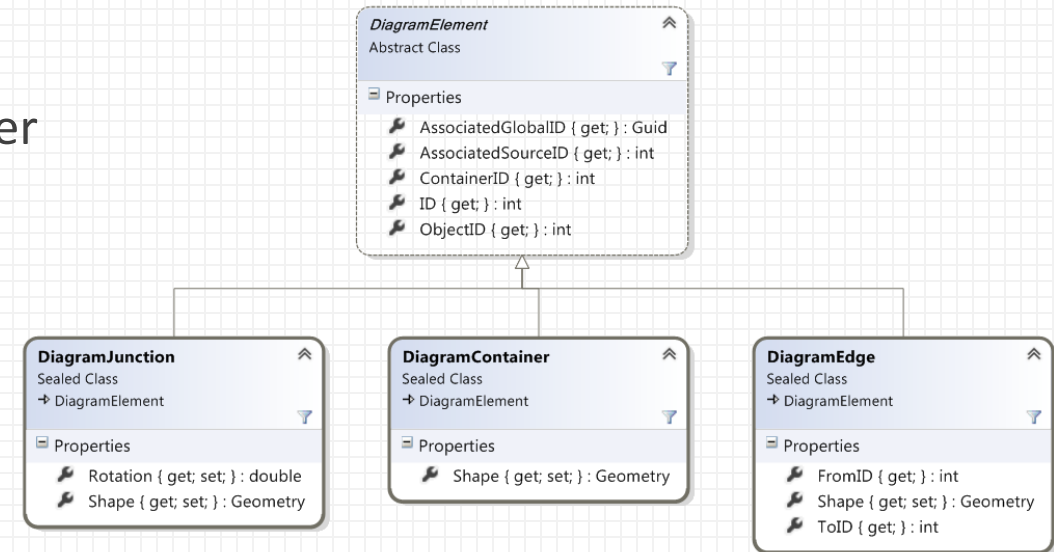 er
DiagramElement
Abstract Class
Properties
AssociatedGlobalID { get; } : Guid
AssociatedSourceID { get; } : int
ContainerID { get; } : int
ID { get; } : int
ObjectID { get; } : int
DiagramJunction
Sealed Class
DiagramElement
Properties
Rotation { get; set; } : double
Shape { get; set; } : Geometry
DiagramContainer
Sealed Class
DiagramElement
Properties
Shape { get; set; } : Geometry
DiagramEdge
Sealed Class
DiagramElement
Properties
FromID { get; } : int
Shape { get; set; } : Geometry
ToID { get; } : int